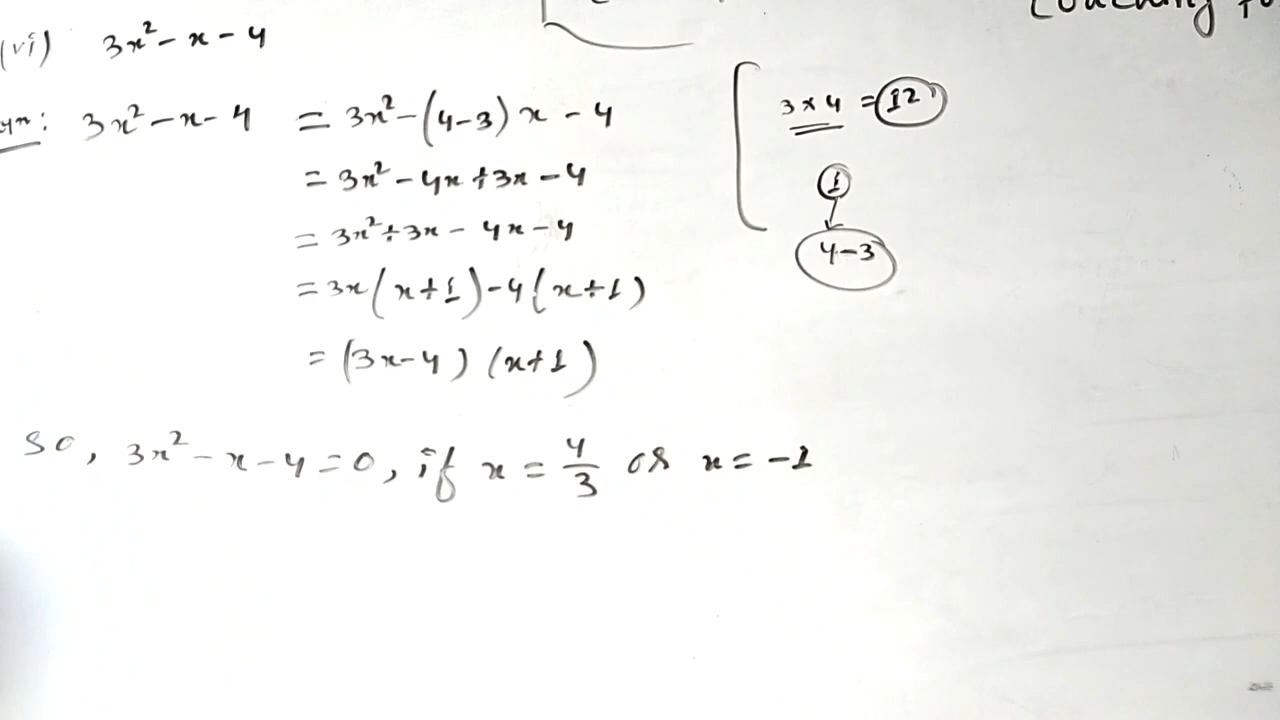 Coaching
(vi) 3x² - x - 4
: 3x² - x - 4 = 3x² - (4-3) x - 4
= 3x² - 4x + 3x - 4
= 3x² + 3x - 4x - 4
= 3x (x+1) - 4 (x+1)
= (3x-4) (x+1)
3 x 4 = 12
1
4-3
So, 3x² - x - 4 = 0, if x = 4/3 or x = -1